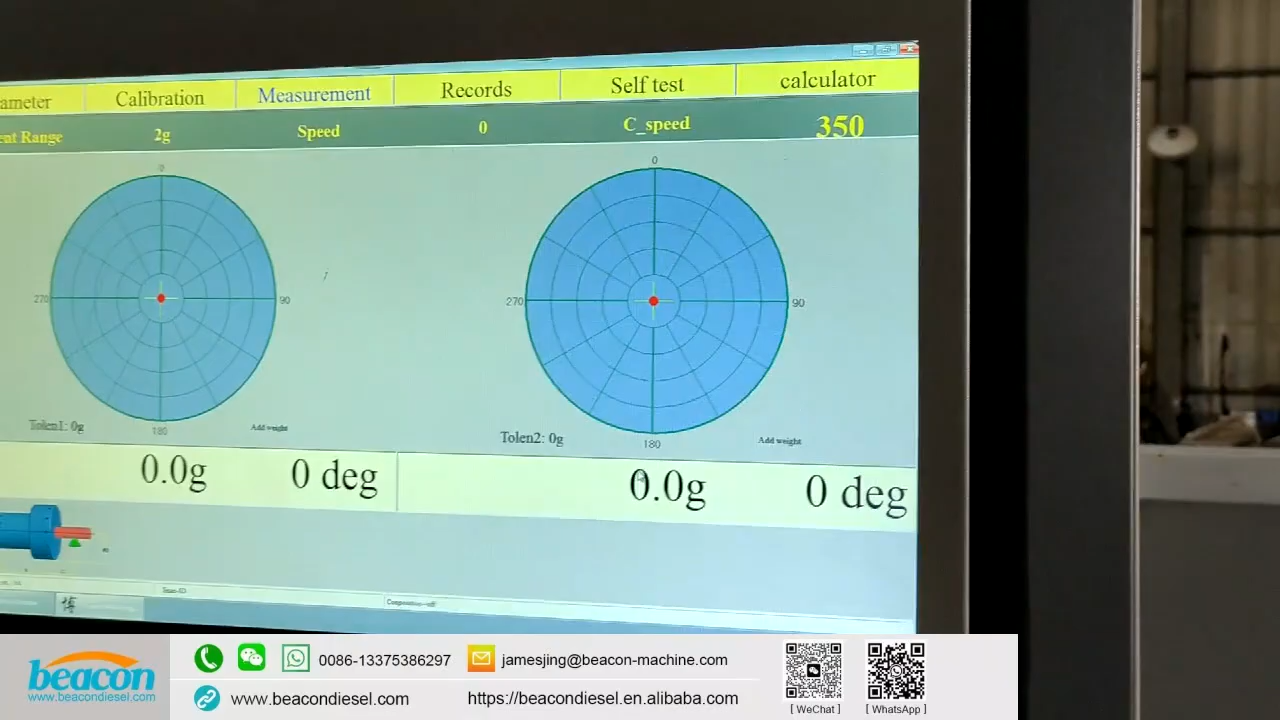 ameter Calibration Measurement Records Self test calculator
ent Range 2g Speed 0 C_speed 350
0 0
270 90 270 90
Tolen1: 0g 180 Add weight Tolen2: 0g 180 Add weight
0.0g 0 deg 0.0g 0 deg
博
beacon
www.beacondiesel.com
0086-13375386297 jamesjing@beacon-machine.com
www.beacondiesel.com https://beacondiesel.en.alibaba.com
[ WeChat ] [ WhatsApp ]